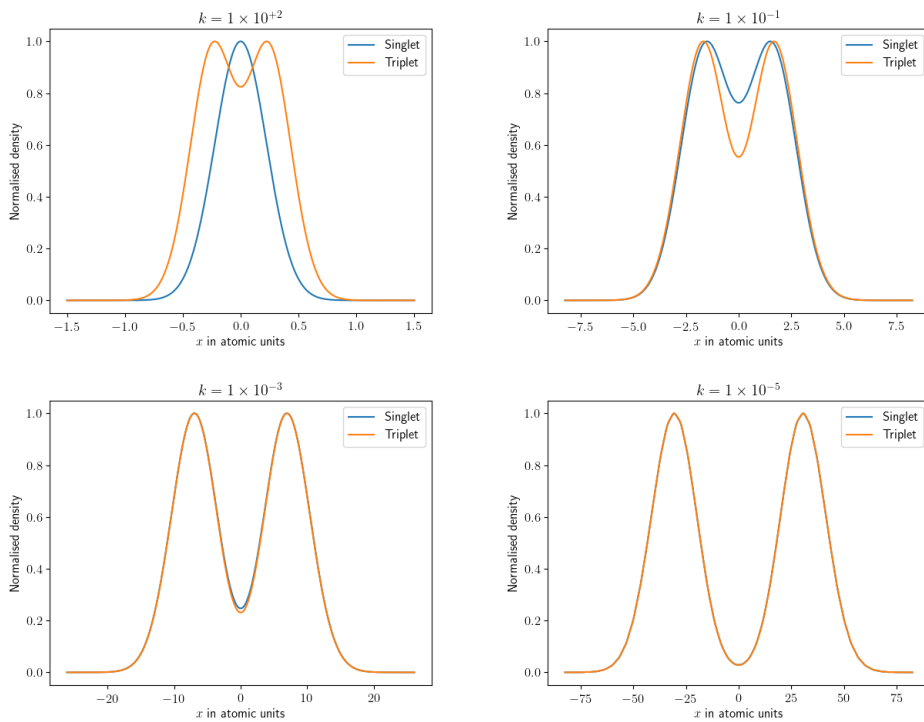 k = 1 × 10⁺²
Normalised density
1.0
0.8
0.6
0.4
0.2
0.0
Singlet
Triplet
−1.5 −1.0 −0.5 0.0 0.5 1.0 1.5
x in atomic units
k = 1 × 10⁻¹
Normalised density
1.0
0.8
0.6
0.4
0.2
0.0
Singlet
Triplet
−7.5 −5.0 −2.5 0.0 2.5 5.0 7.5
x in atomic units
k = 1 × 10⁻³
Normalised density
1.0
0.8
0.6
0.4
0.2
0.0
Singlet
Triplet
−20 −10 0 10 20
x in atomic units
k = 1 × 10⁻⁵
Normalised density
1.0
0.8
0.6
0.4
0.2
0.0
Singlet
Triplet
−75 −50 −25 0 25 50 75
x in atomic units